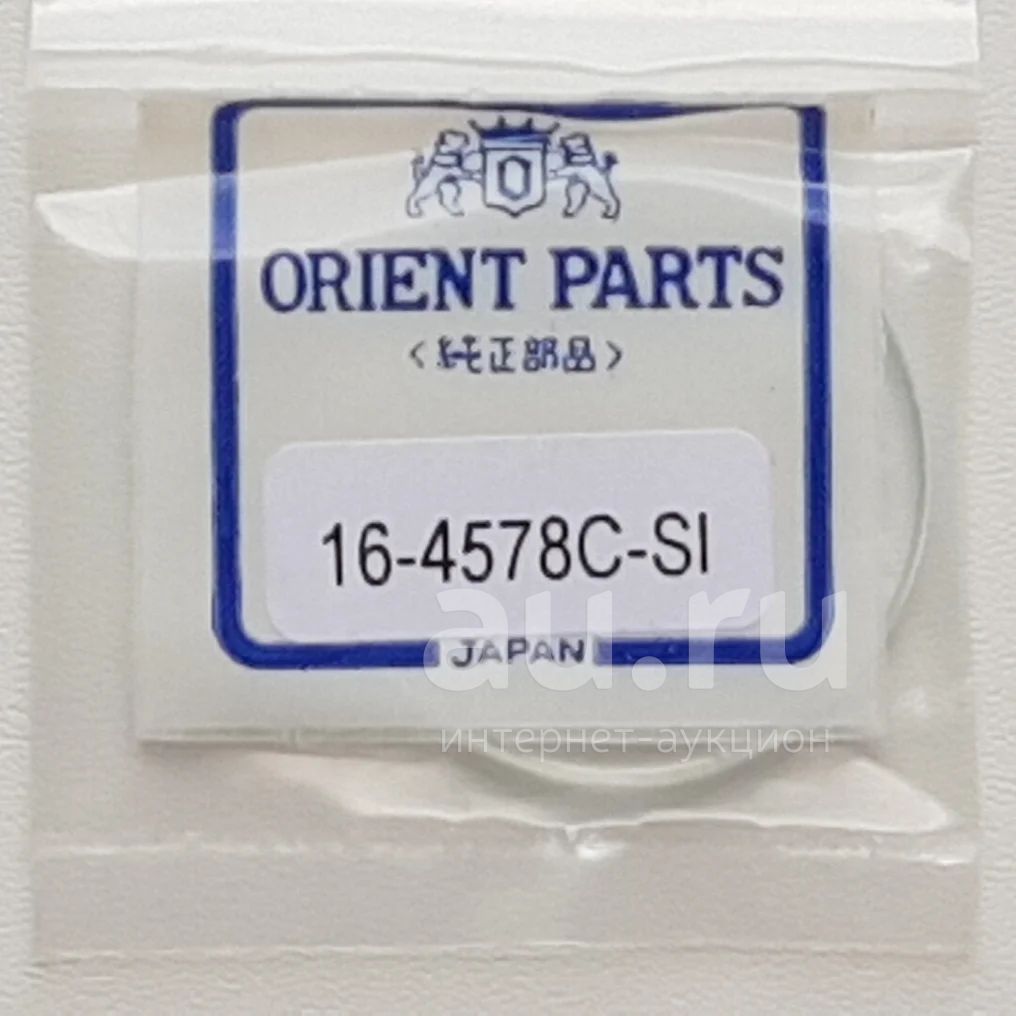 O
ORIENT PARTS
〈純正部品〉
16-4578C-SI
JAPAN
au.ru
интернет-аукцион